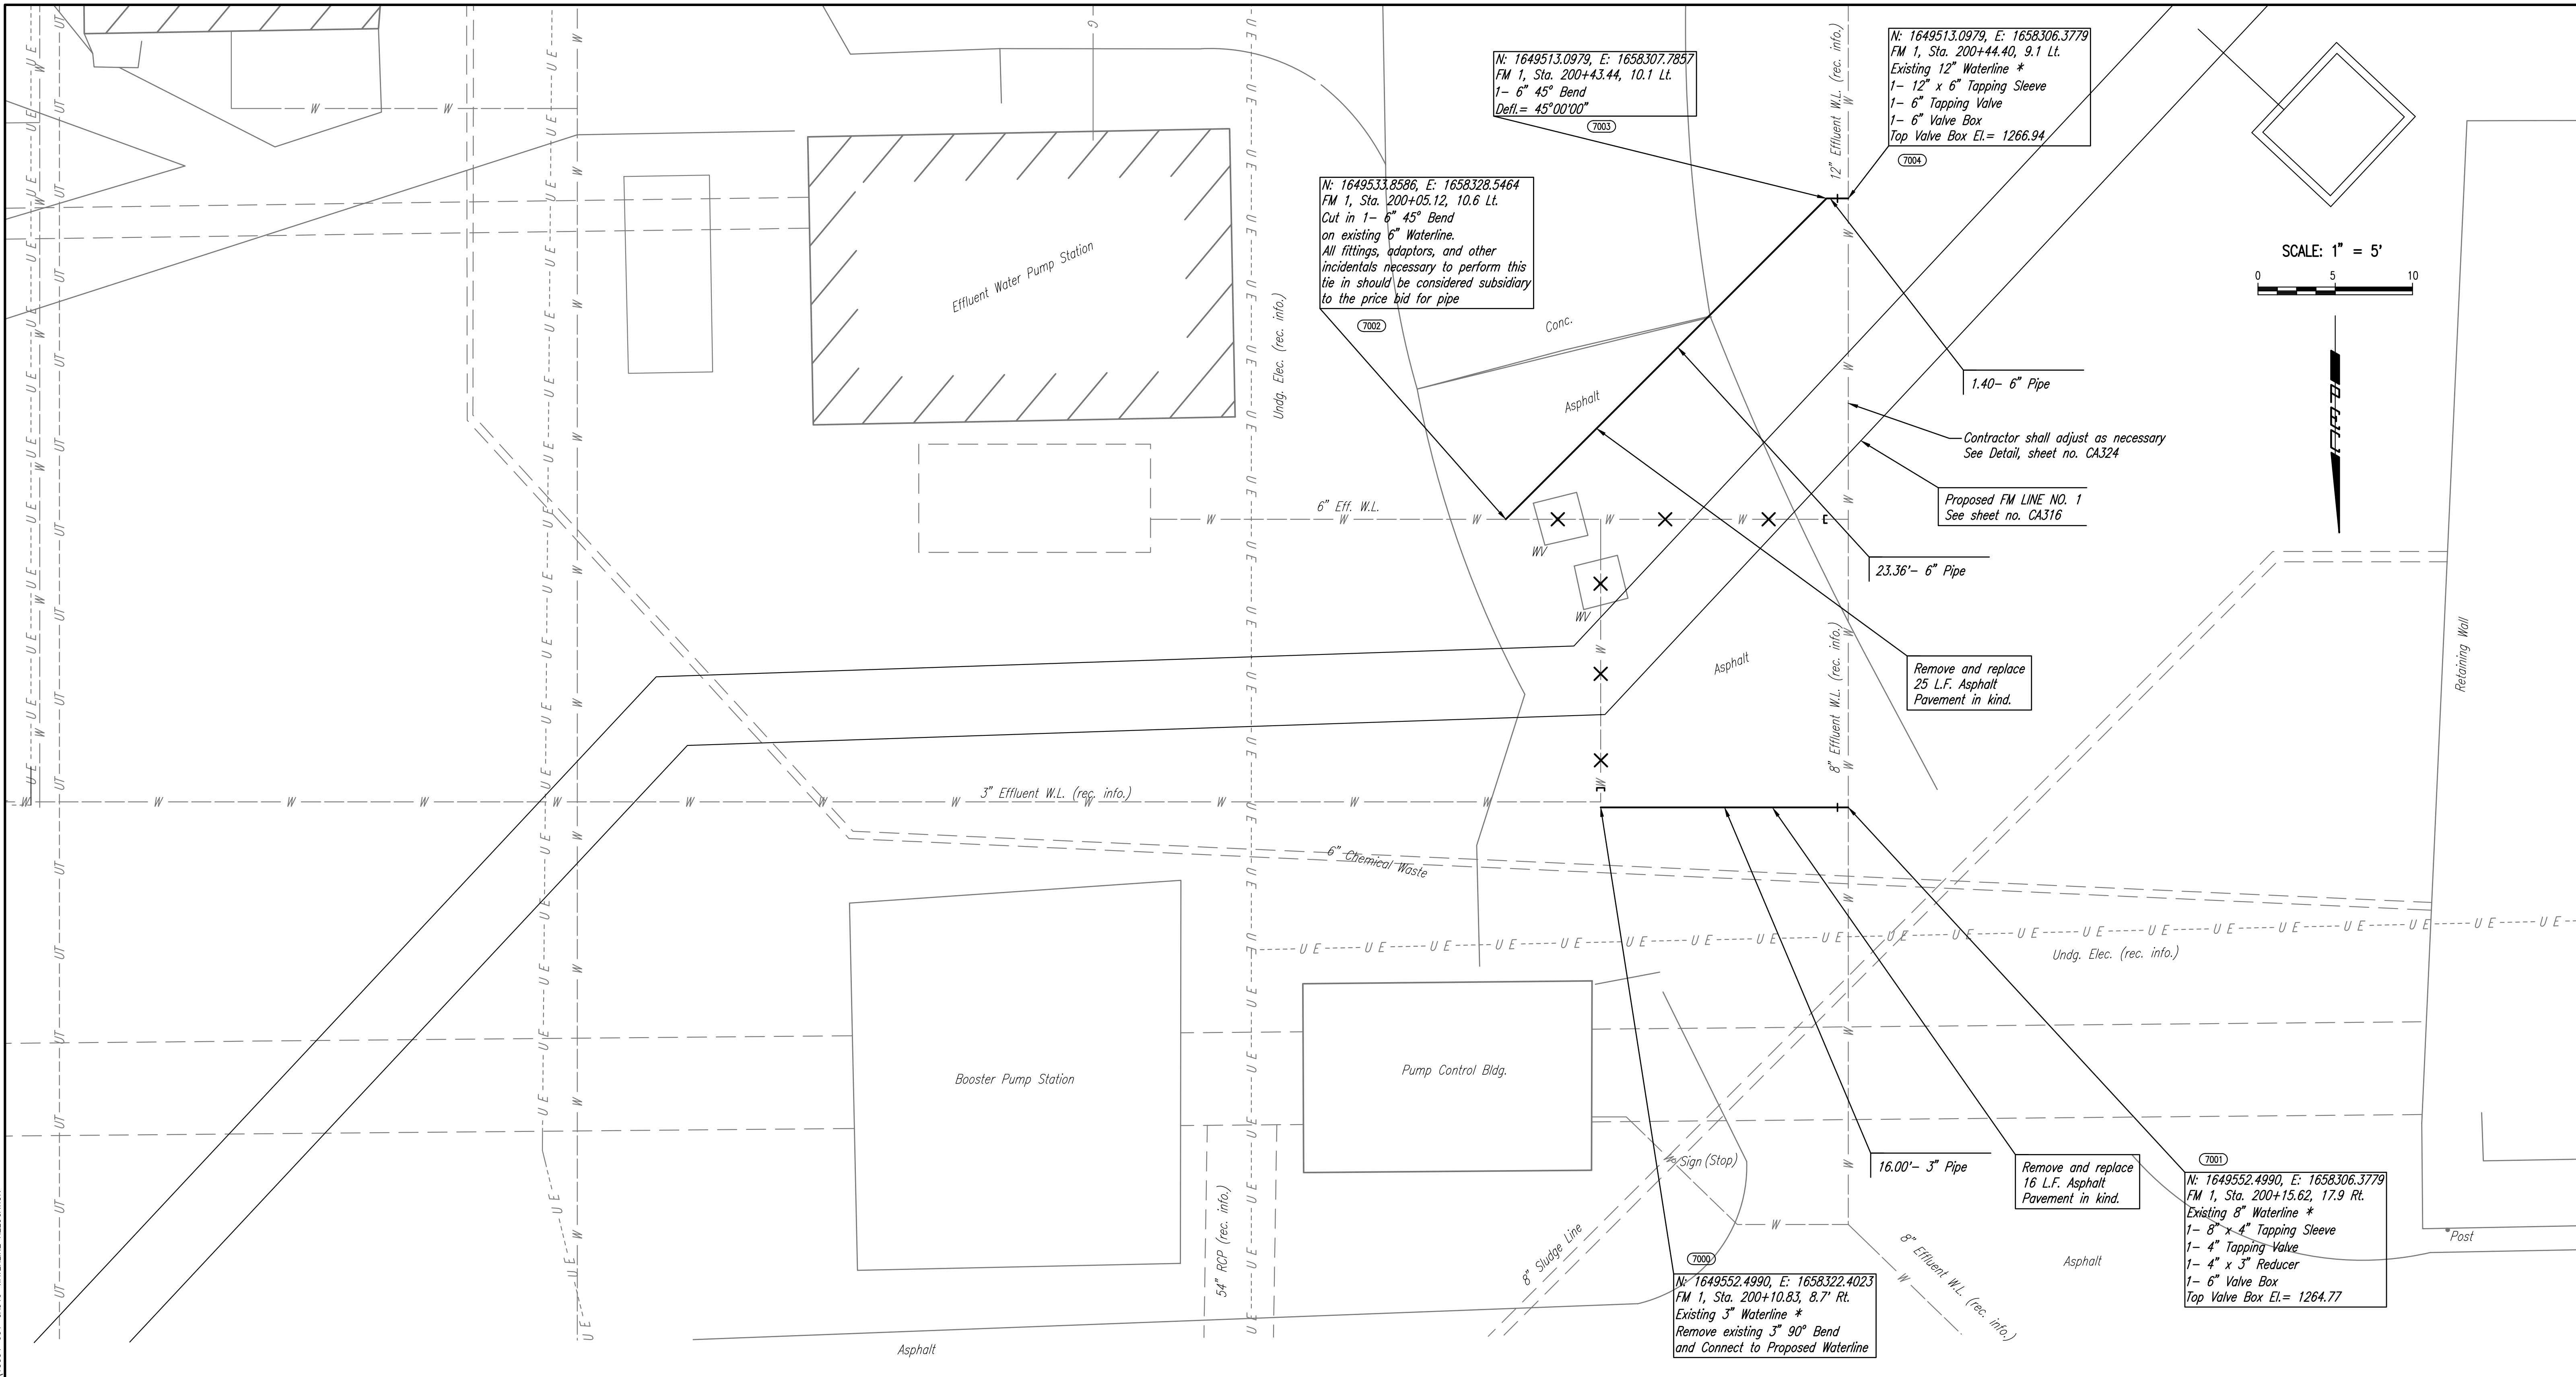 N: 1649513.0979, E: 1658307.7857
FM 1, Sta. 200+43.44, 10.1 Lt.
1- 6" 45° Bend
Defl.= 45°00'00"
7003
N: 1649513.0979, E: 1658306.3779
FM 1, Sta. 200+44.40, 9.1 Lt.
Existing 12" Waterline *
1- 12" x 6" Tapping Sleeve
1- 6" Tapping Valve
1- 6" Valve Box
Top Valve Box El.= 1266.94
7004
12" Effluent W.L. (rec. info.)
N: 1649533.8586, E: 1658328.5464
FM 1, Sta. 200+05.12, 10.6 Lt.
Cut in 1- 6" 45° Bend
on existing 6" Waterline.
All fittings, adaptors, and other
incidentals necessary to perform this
tie in should be considered subsidiary
to the price bid for pipe
7002
SCALE: 1" = 5'
0 5 10
Effluent Water Pump Station
Undg. Elec. (rec. info.)
Conc.
Asphalt
1.40- 6" Pipe
Contractor shall adjust as necessary
See Detail, sheet no. CA324
Proposed FM LINE NO. 1
See sheet no. CA316
6" Eff. W.L.
WV
WV
23.36'- 6" Pipe
Asphalt
8" Effluent W.L. (rec. info.)
Remove and replace
25 L.F. Asphalt
Pavement in kind.
Retaining Wall
3" Effluent W.L. (rec. info.)
6" Chemical Waste
Undg. Elec. (rec. info.)
Booster Pump Station
Pump Control Bldg.
Sign (Stop)
16.00'- 3" Pipe
Remove and replace
16 L.F. Asphalt
Pavement in kind.
7001
N: 1649552.4990, E: 1658306.3779
FM 1, Sta. 200+15.62, 17.9 Rt.
Existing 8" Waterline *
1- 8" x 4" Tapping Sleeve
1- 4" Tapping Valve
1- 4" x 3" Reducer
1- 6" Valve Box
Top Valve Box El.= 1264.77
Post
54" RCP (rec. info.)
8" Sludge Line
8" Effluent W.L. (rec. info.)
Asphalt
7000
N: 1649552.4990, E: 1658322.4023
FM 1, Sta. 200+10.83, 8.7' Rt.
Existing 3" Waterline *
Remove existing 3" 90° Bend
and Connect to Proposed Waterline
Asphalt